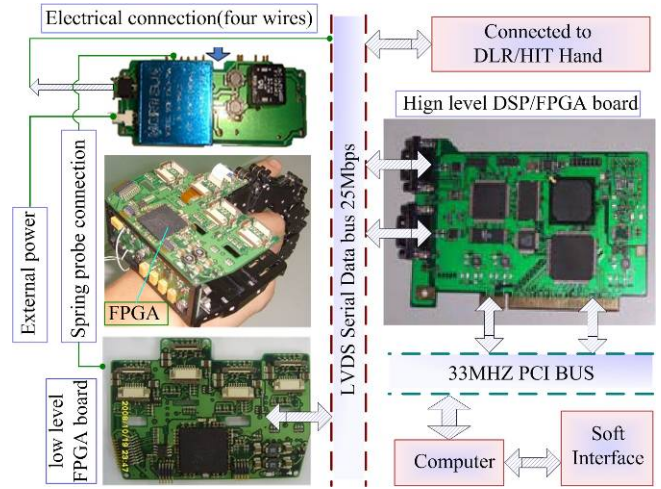 Electrical connection(four wires)
Connected to
DLR/HIT Hand
Hign level DSP/FPGA board
External power
Spring probe connection
FPGA
LVDS Serial Data bus 25Mbps
low level
FPGA board
33MHZ PCI BUS
Computer
Soft
Interface